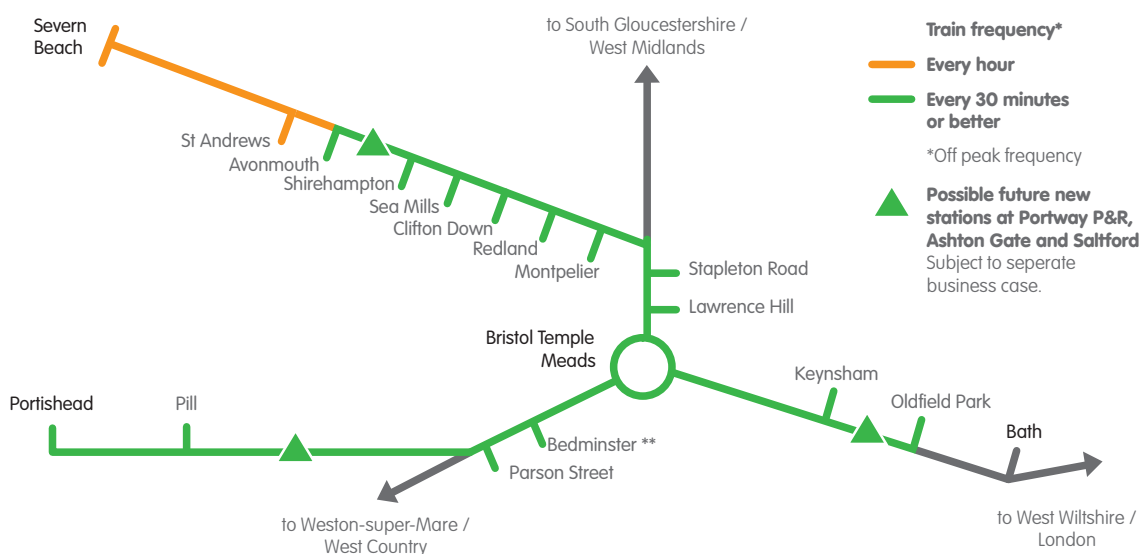 Severn
Beach
to South Gloucestershire /
West Midlands
Train frequency*
Every hour
Every 30 minutes
or better
*Off peak frequency
Possible future new
stations at Portway P&R,
Ashton Gate and Saltford
Subject to seperate
business case.
St Andrews
Avonmouth
Shirehampton
Sea Mills
Clifton Down
Redland
Montpelier
Stapleton Road
Lawrence Hill
Bristol Temple
Meads
Keynsham
Oldfield Park
Bath
Portishead
Pill
Bedminster **
Parson Street
to Weston-super-Mare /
West Country
to West Wiltshire /
London